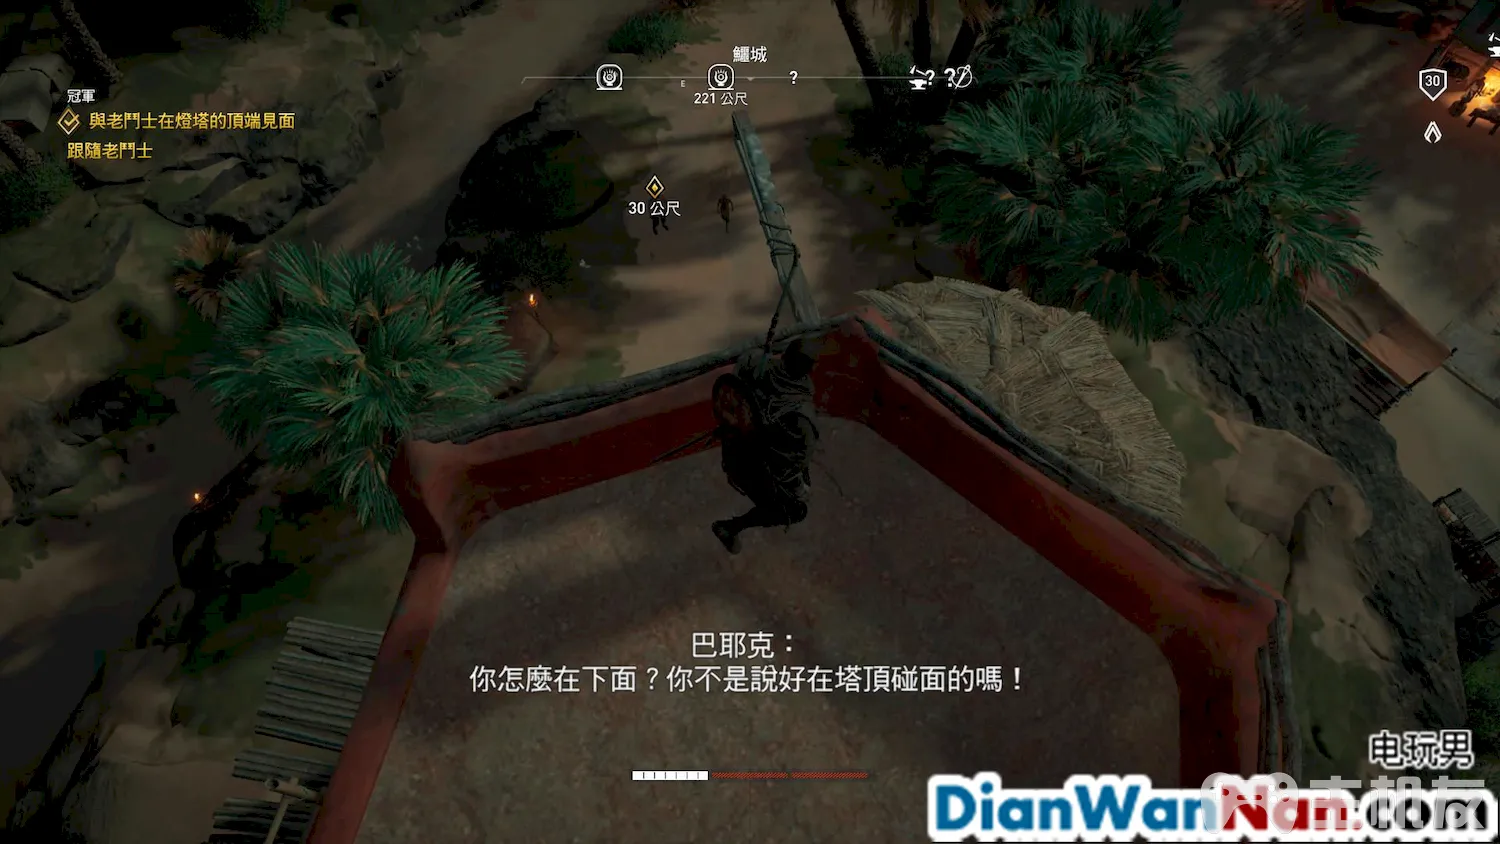 鱷城
E
?
?
?
221 公尺
冠軍
與老鬥士在燈塔的頂端見面
跟隨老鬥士
30
30 公尺
巴耶克：
你怎麼在下面？你不是說好在塔頂碰面的嗎！
电玩男
DianWanNan.com